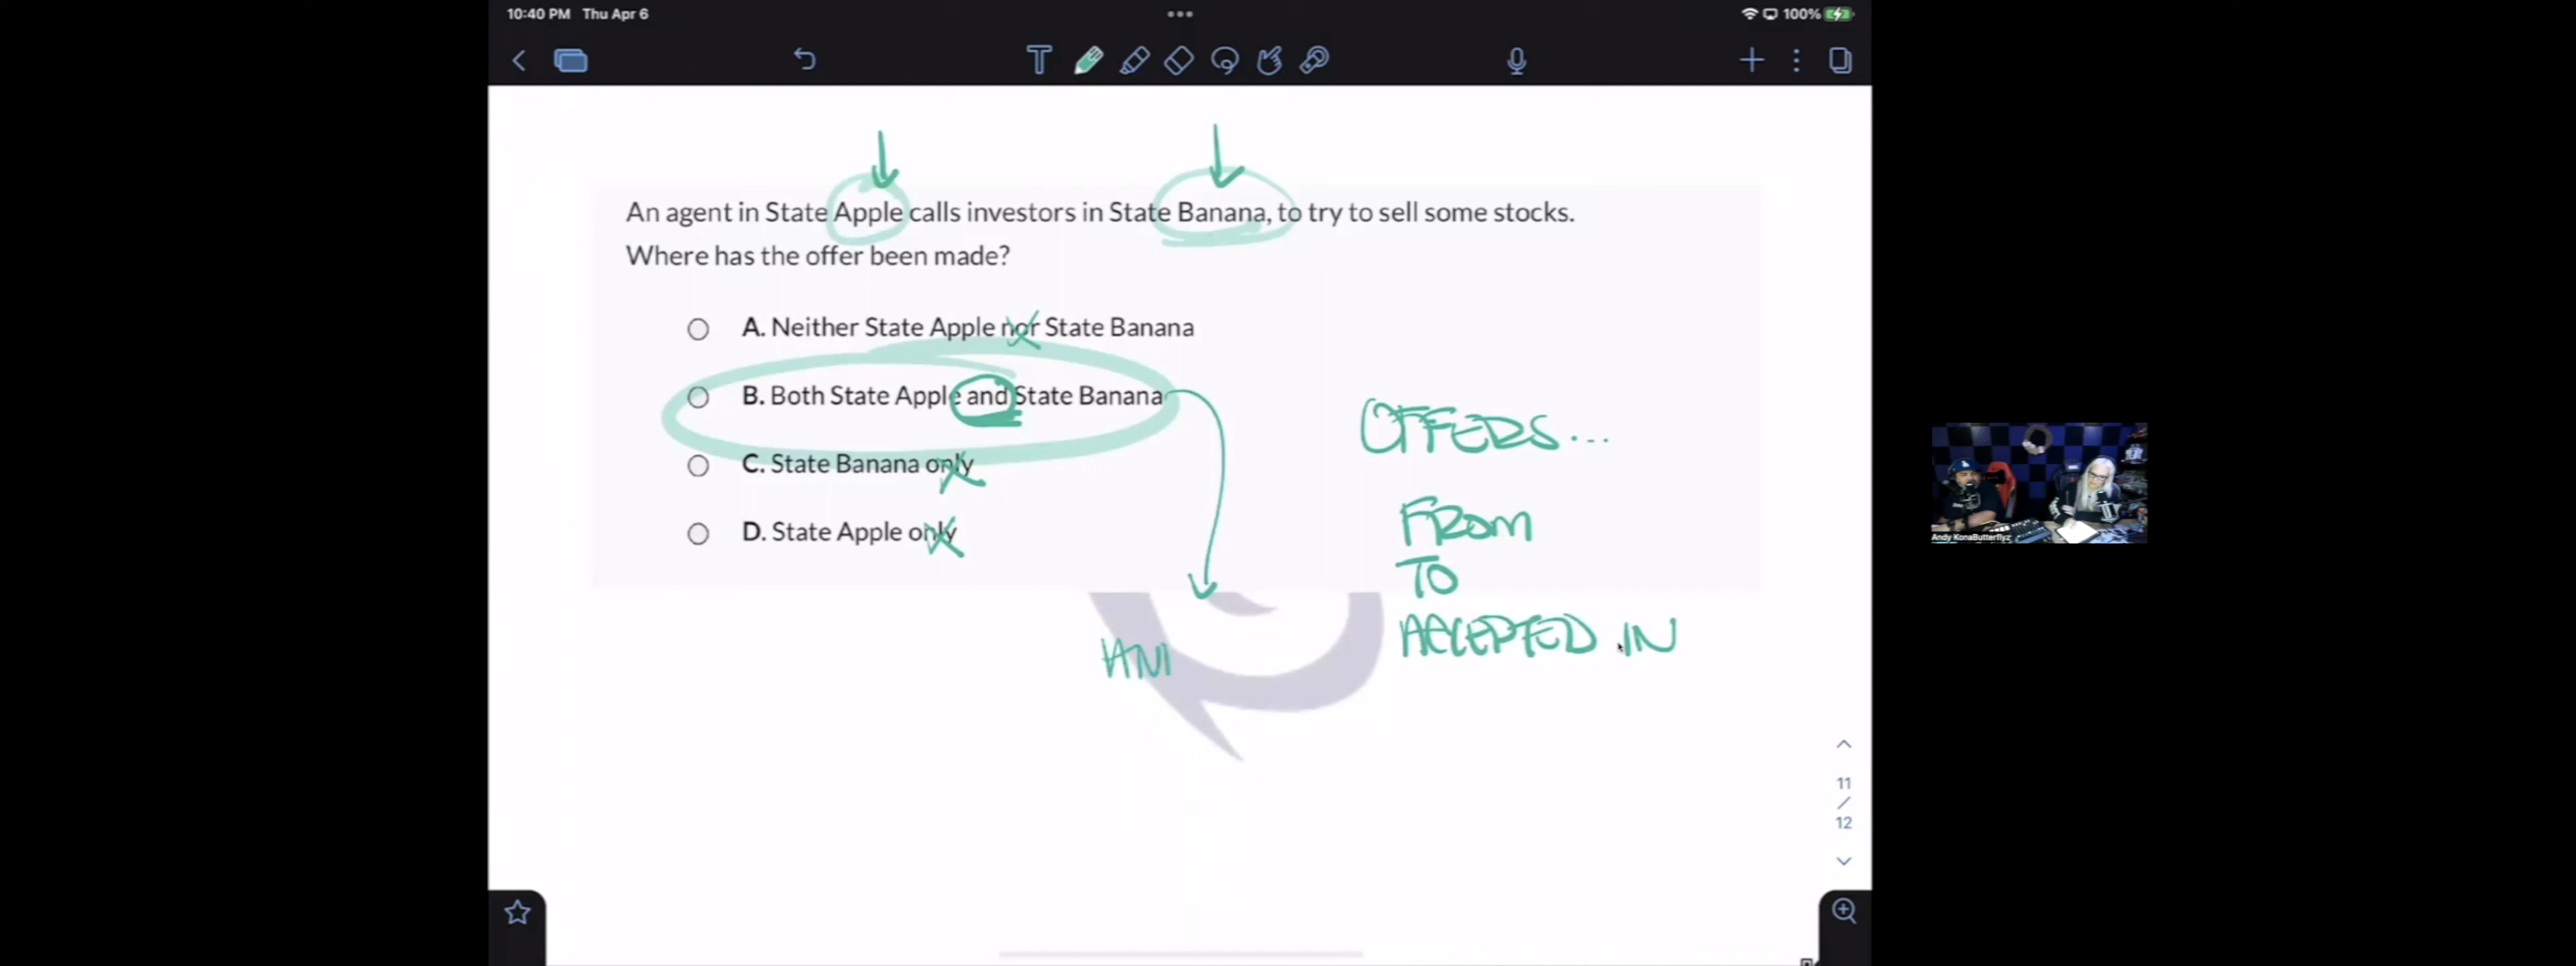 10:40 PM Thu Apr 6
100%
An agent in State Apple calls investors in State Banana, to try to sell some stocks.
Where has the offer been made?
A. Neither State Apple nor State Banana
B. Both State Apple and State Banana
C. State Banana only
D. State Apple only
OFFERS...
FROM
TO
ACCEPTED IN
11
/
12
Andy KonaButterflyz